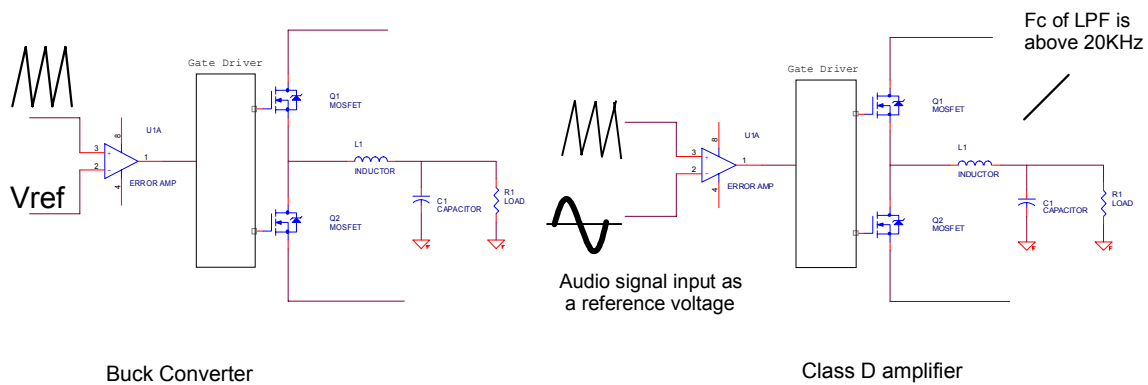 Gate Driver
Q1
MOSFET
U1A
8
3
+
1
2
-
4
ERROR AMP
Vref
L1
INDUCTOR
C1
CAPACITOR
R1
LOAD
Q2
MOSFET
F
F
Buck Converter
Fc of LPF is
above 20KHz
Gate Driver
Q1
MOSFET
U1A
8
3
+
1
2
-
4
ERROR AMP
L1
INDUCTOR
C1
CAPACITOR
R1
LOAD
Q2
MOSFET
F
F
Audio signal input as
a reference voltage
Class D amplifier